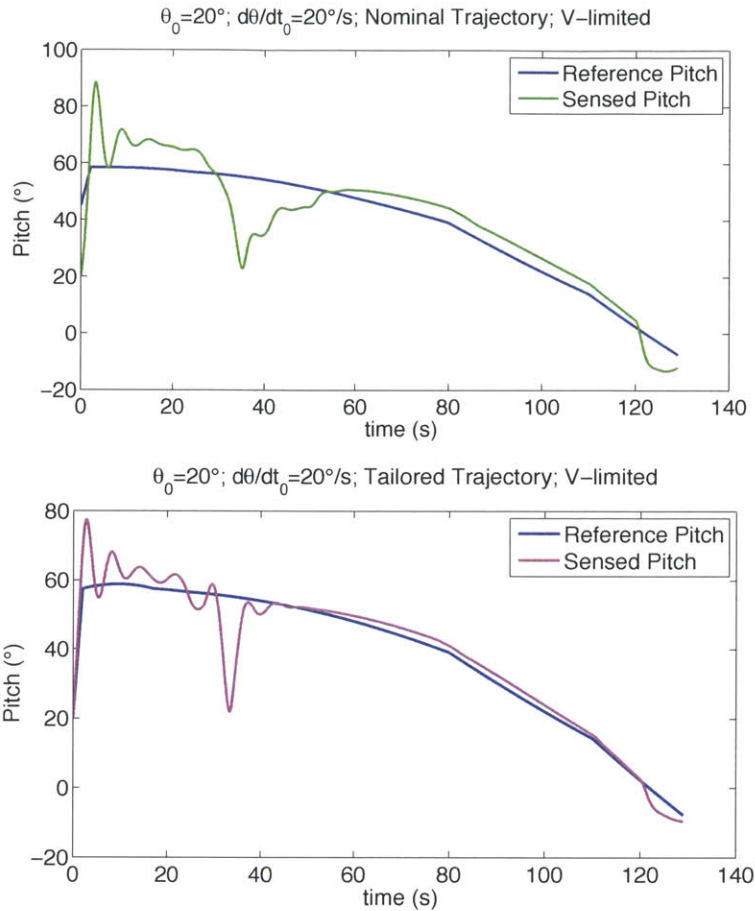 θ0=20°; dθ/dt0=20°/s; Nominal Trajectory; V−limited
100
80
60
40
20
0
−20
Pitch (°)
Reference Pitch
Sensed Pitch
0 20 40 60 80 100 120 140
time (s)
θ0=20°; dθ/dt0=20°/s; Tailored Trajectory; V−limited
80
60
40
20
0
−20
Pitch (°)
Reference Pitch
Sensed Pitch
0 20 40 60 80 100 120 140
time (s)